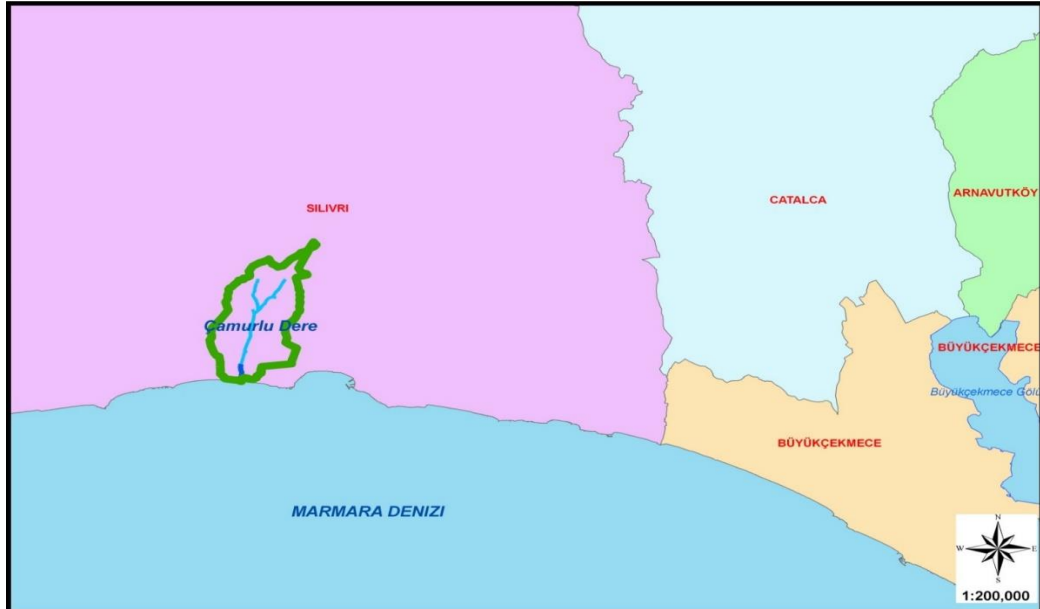 ARNAVUTKÖY
CATALCA
SILIVRI
Çamurlu Dere
BÜYÜKÇEKMECE
Büyükçekmece Gölü
BÜYÜKÇEKMECE
MARMARA DENIZI
N
W E
S
1:200,000